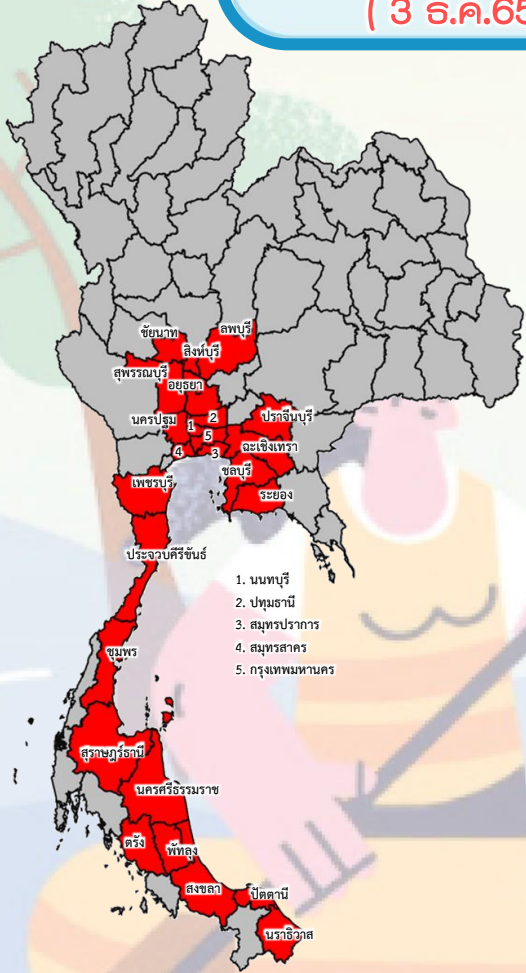 ( 3 ธ.ค.65
ลพบุรี
ชัยนาท
สิงห์บุรี
สุพรรณบุรี
อยุธยา
นครปฐม
2
1
5
4
3
ปราจีนบุรี
ฉะเชิงเทรา
ชลบุรี
ระยอง
เพชรบุรี
ประจวบคีรีขันธ์
1. นนทบุรี
2. ปทุมธานี
3. สมุทรปราการ
4. สมุทรสาคร
5. กรุงเทพมหานคร
ชุมพร
สุราษฎร์ธานี
นครศรีธรรมราช
ตรัง
พัทลุง
สงขลา
ปัตตานี
นราธิวาส